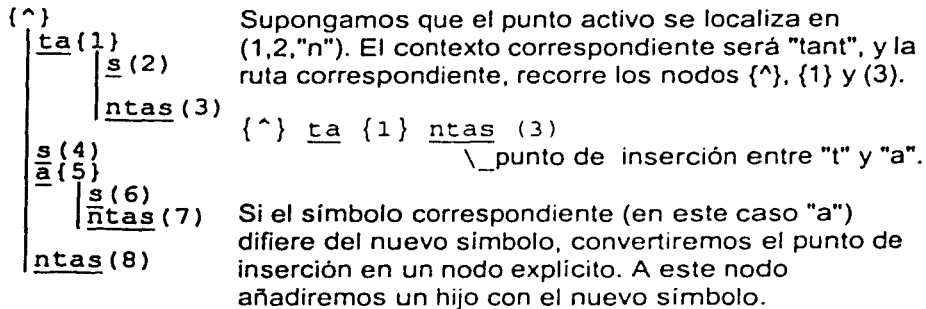 {^}
ta{1}
s(2)
ntas(3)
s(4)
a{5}
s(6)
ntas(7)
ntas(8)
Supongamos que el punto activo se localiza en
(1,2,"n"). El contexto correspondiente será "tant", y la
ruta correspondiente, recorre los nodos {^}, {1} y (3).
{^} ta {1} ntas (3)
\_punto de inserción entre "t" y "a".
Si el símbolo correspondiente (en este caso "a")
difiere del nuevo símbolo, convertiremos el punto de
inserción en un nodo explícito. A este nodo
añadiremos un hijo con el nuevo símbolo.